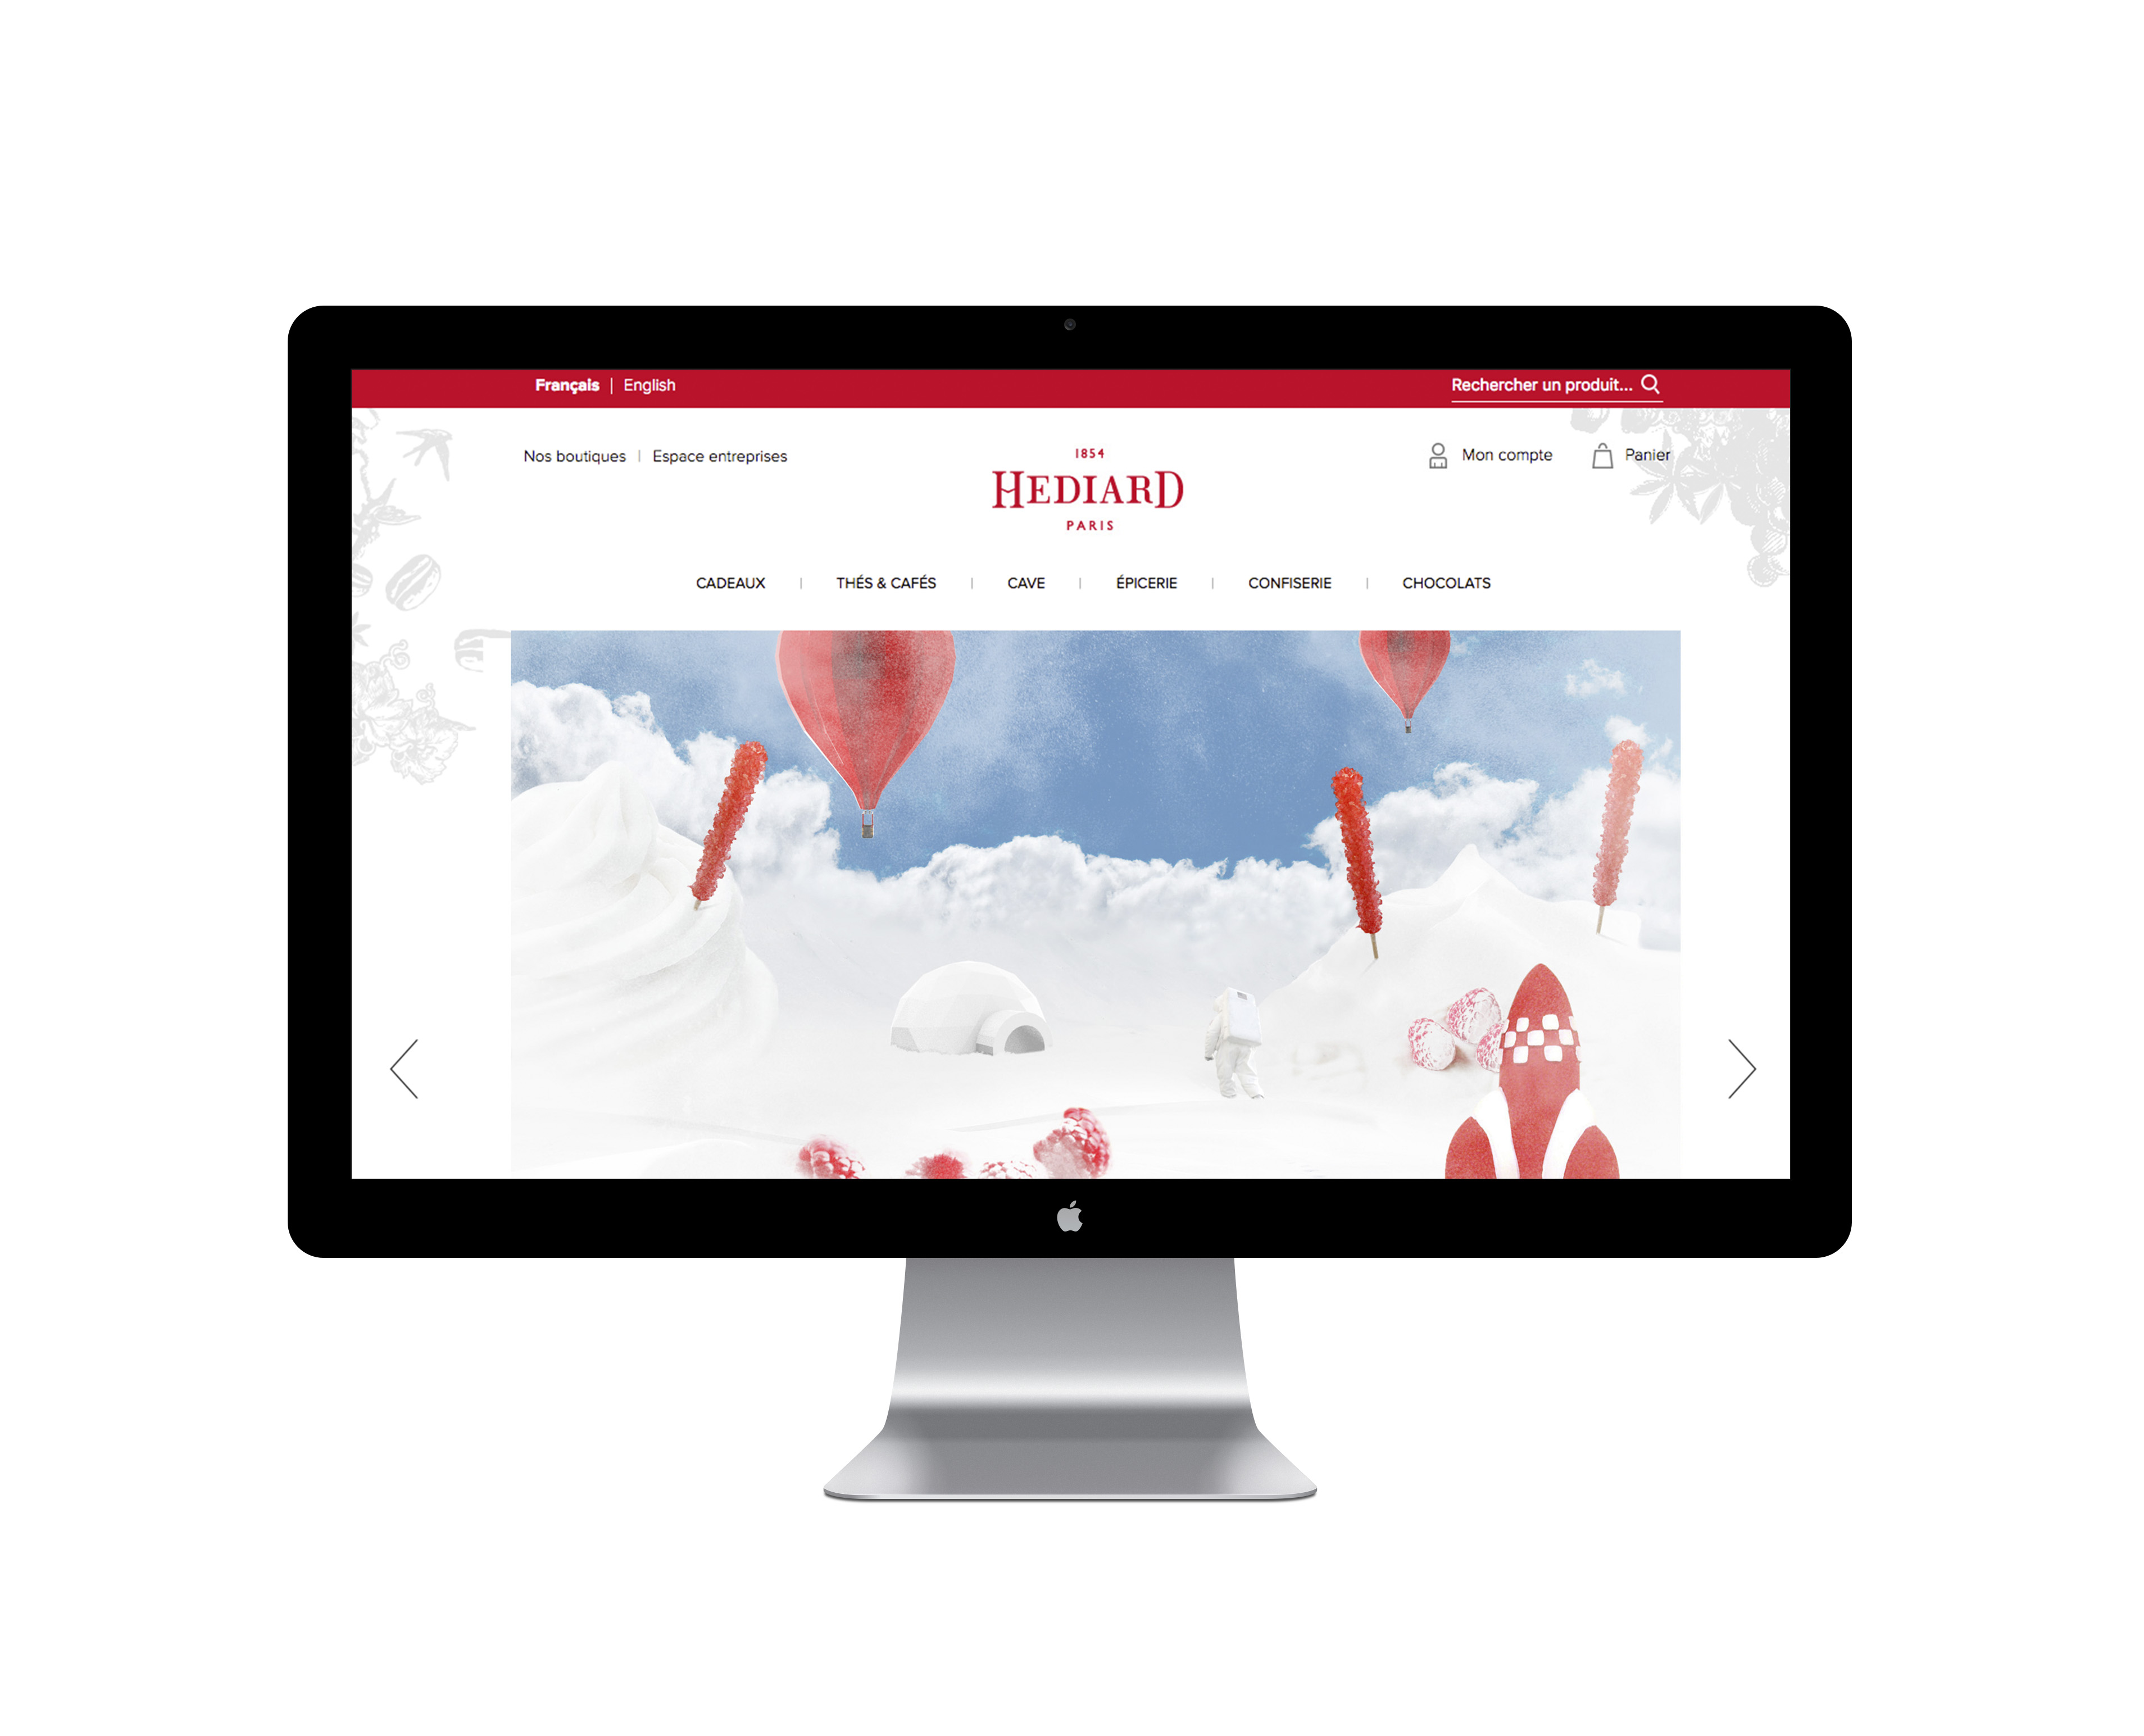 Français | English
Rechercher un produit...
Nos boutiques | Espace entreprises
Mon compte
Panier
1854
HEDIARD
PARIS
CADEAUX | THÉS & CAFÉS | CAVE | ÉPICERIE | CONFISERIE | CHOCOLATS